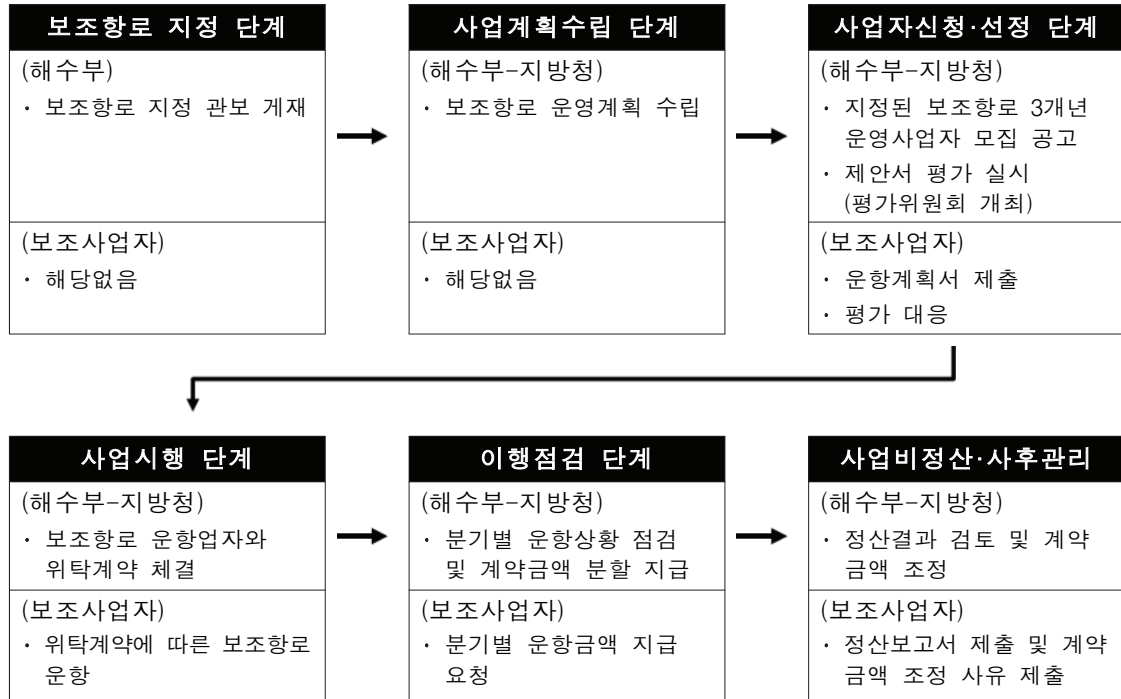 보조항로 지정 단계
(해수부)
· 보조항로 지정 관보 게재
(보조사업자)
· 해당없음
사업계획수립 단계
(해수부-지방청)
· 보조항로 운영계획 수립
(보조사업자)
· 해당없음
사업자신청·선정 단계
(해수부-지방청)
· 지정된 보조항로 3개년
운영사업자 모집 공고
· 제안서 평가 실시
(평가위원회 개최)
(보조사업자)
· 운항계획서 제출
· 평가 대응
사업시행 단계
(해수부-지방청)
· 보조항로 운항업자와
위탁계약 체결
(보조사업자)
· 위탁계약에 따른 보조항로
운항
이행점검 단계
(해수부-지방청)
· 분기별 운항상황 점검
및 계약금액 분할 지급
(보조사업자)
· 분기별 운항금액 지급
요청
사업비정산·사후관리
(해수부-지방청)
· 정산결과 검토 및 계약
금액 조정
(보조사업자)
· 정산보고서 제출 및 계약
금액 조정 사유 제출